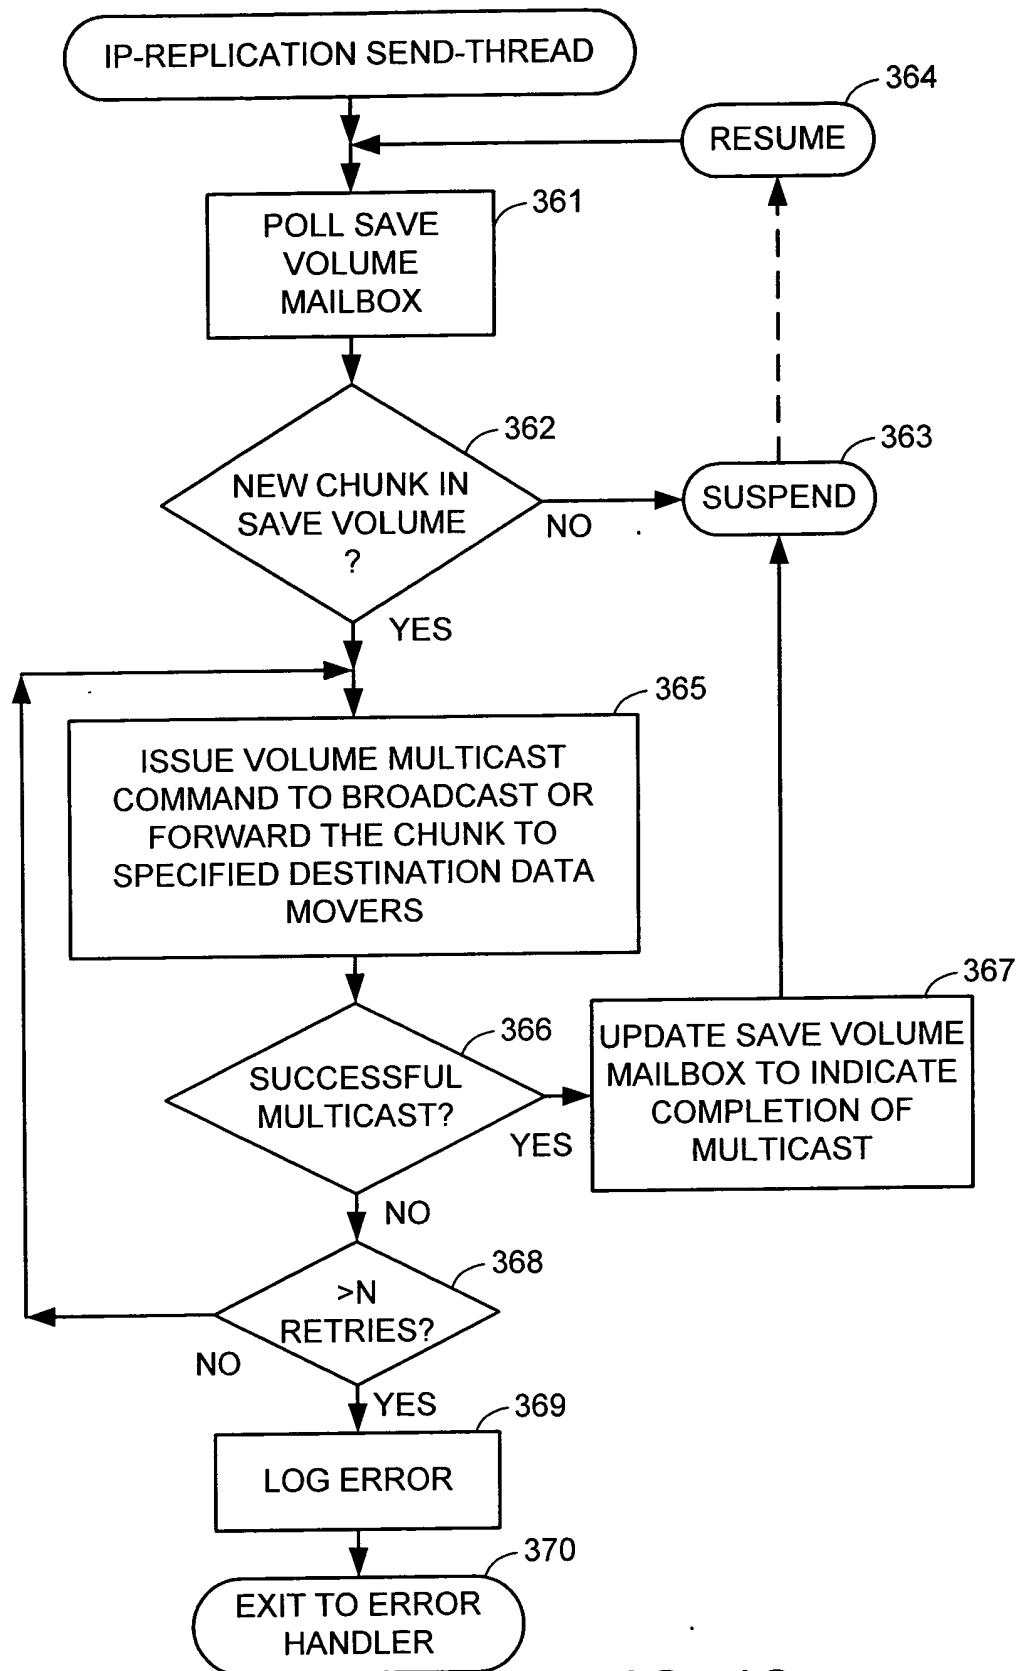 IP-REPLICATION SEND-THREAD
364
RESUME
361
POLL SAVE
VOLUME
MAILBOX
362
NEW CHUNK IN
SAVE VOLUME
?
NO
363
SUSPEND
YES
365
ISSUE VOLUME MULTICAST
COMMAND TO BROADCAST OR
FORWARD THE CHUNK TO
SPECIFIED DESTINATION DATA
MOVERS
366
SUCCESSFUL
MULTICAST?
YES
367
UPDATE SAVE VOLUME
MAILBOX TO INDICATE
COMPLETION OF
MULTICAST
NO
368
>N
RETRIES?
NO
YES
369
LOG ERROR
370
EXIT TO ERROR
HANDLER